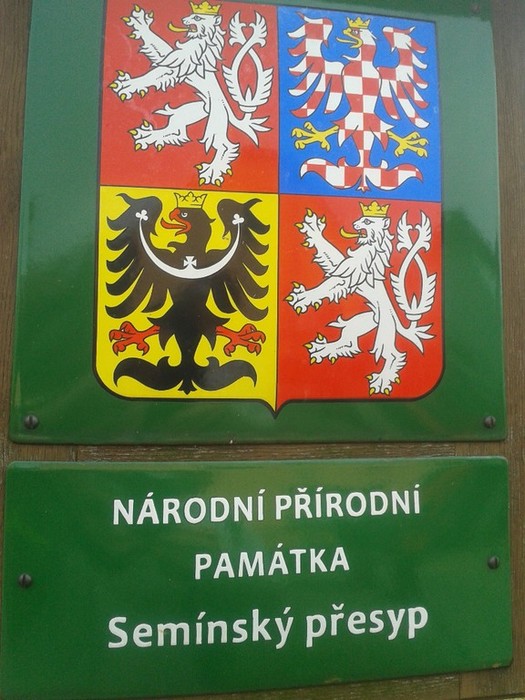 NÁRODNÍ PŘÍRODNÍ
PAMÁTKA
Semínský přesyp